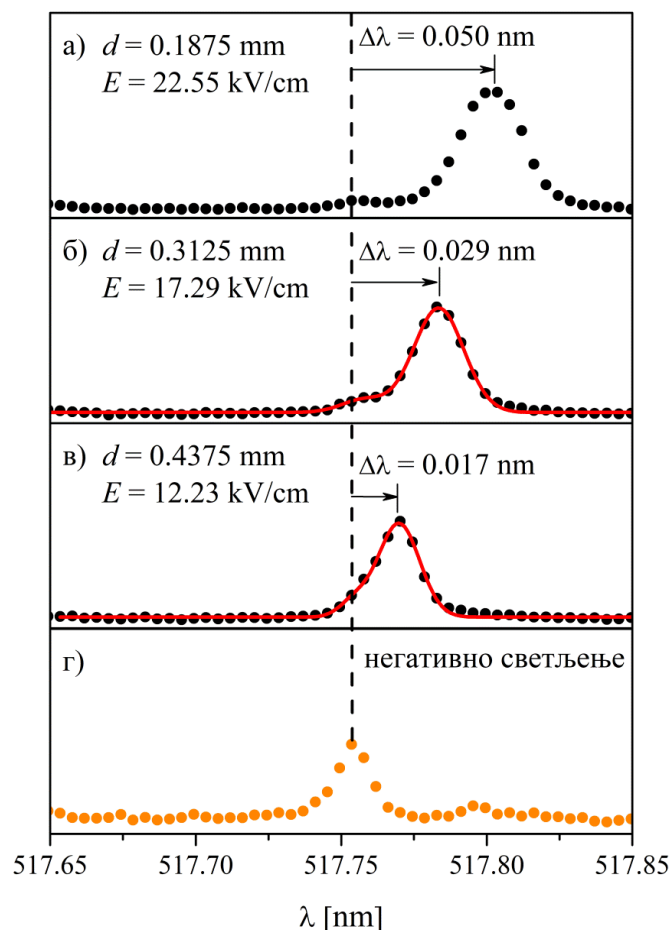 а) d = 0.1875 mm
E = 22.55 kV/cm
Δλ = 0.050 nm
б) d = 0.3125 mm
E = 17.29 kV/cm
Δλ = 0.029 nm
в) d = 0.4375 mm
E = 12.23 kV/cm
Δλ = 0.017 nm
г)
негативно светљење
517.65 517.70 517.75 517.80 517.85
λ [nm]